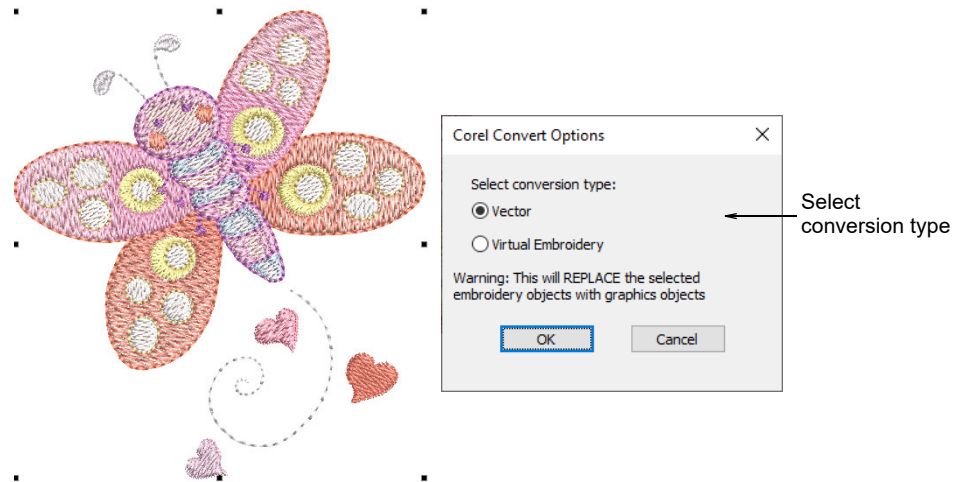 Corel Convert Options
Select conversion type:
Vector
Virtual Embroidery
Warning: This will REPLACE the selected
embroidery objects with graphics objects
OK
Cancel
Select
conversion type